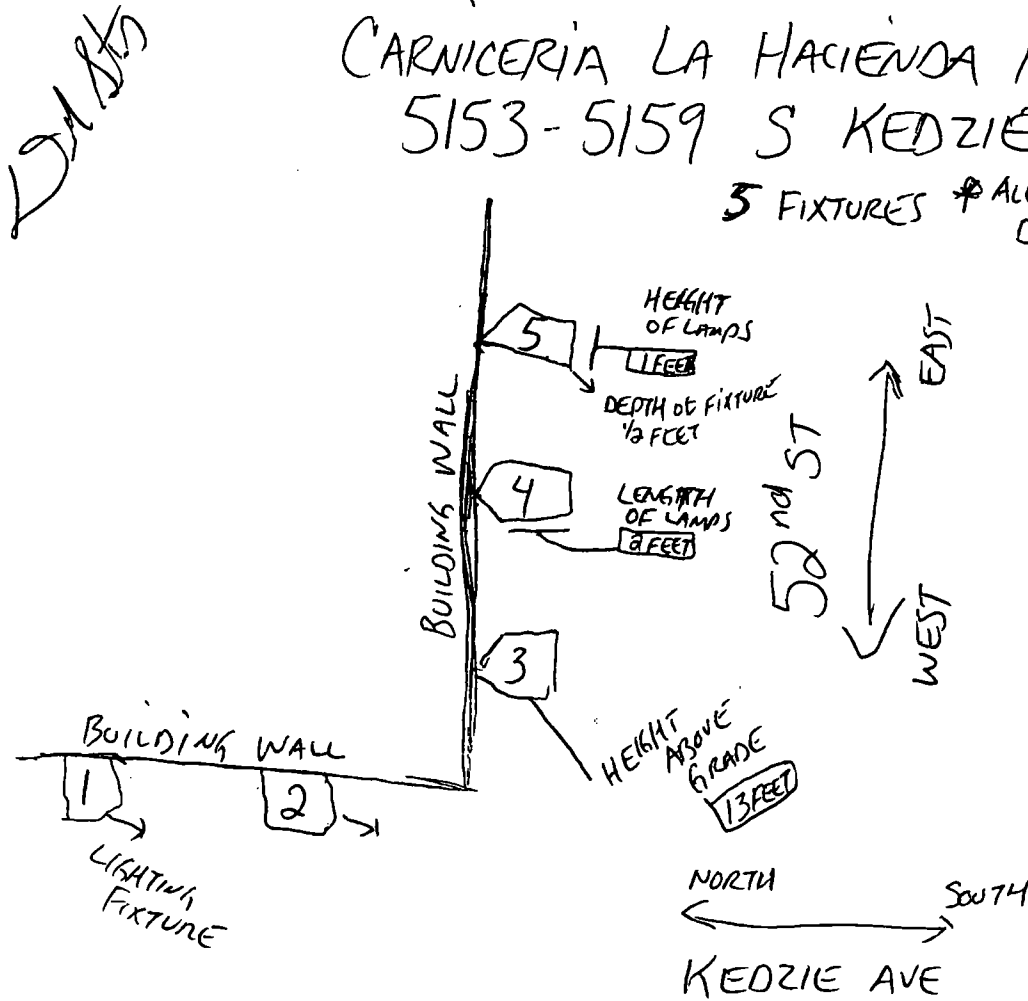 CARNICERIA LA HACIENDA
5153-5159 S KEDZIE
5 FIXTURES * ALL
5
HEIGHT
OF LAMPS
1 FEET
DEPTH OF FIXTURE
1/2 FEET
EAST
BUILDING WALL
4
LENGTH
OF LAMPS
2 FEET
52nd ST
WEST
3
HEIGHT
ABOVE
GRADE
13 FEET
BUILDING WALL
1
2
LIGHTING
FIXTURE
NORTH
SOUTH
KEDZIE AVE